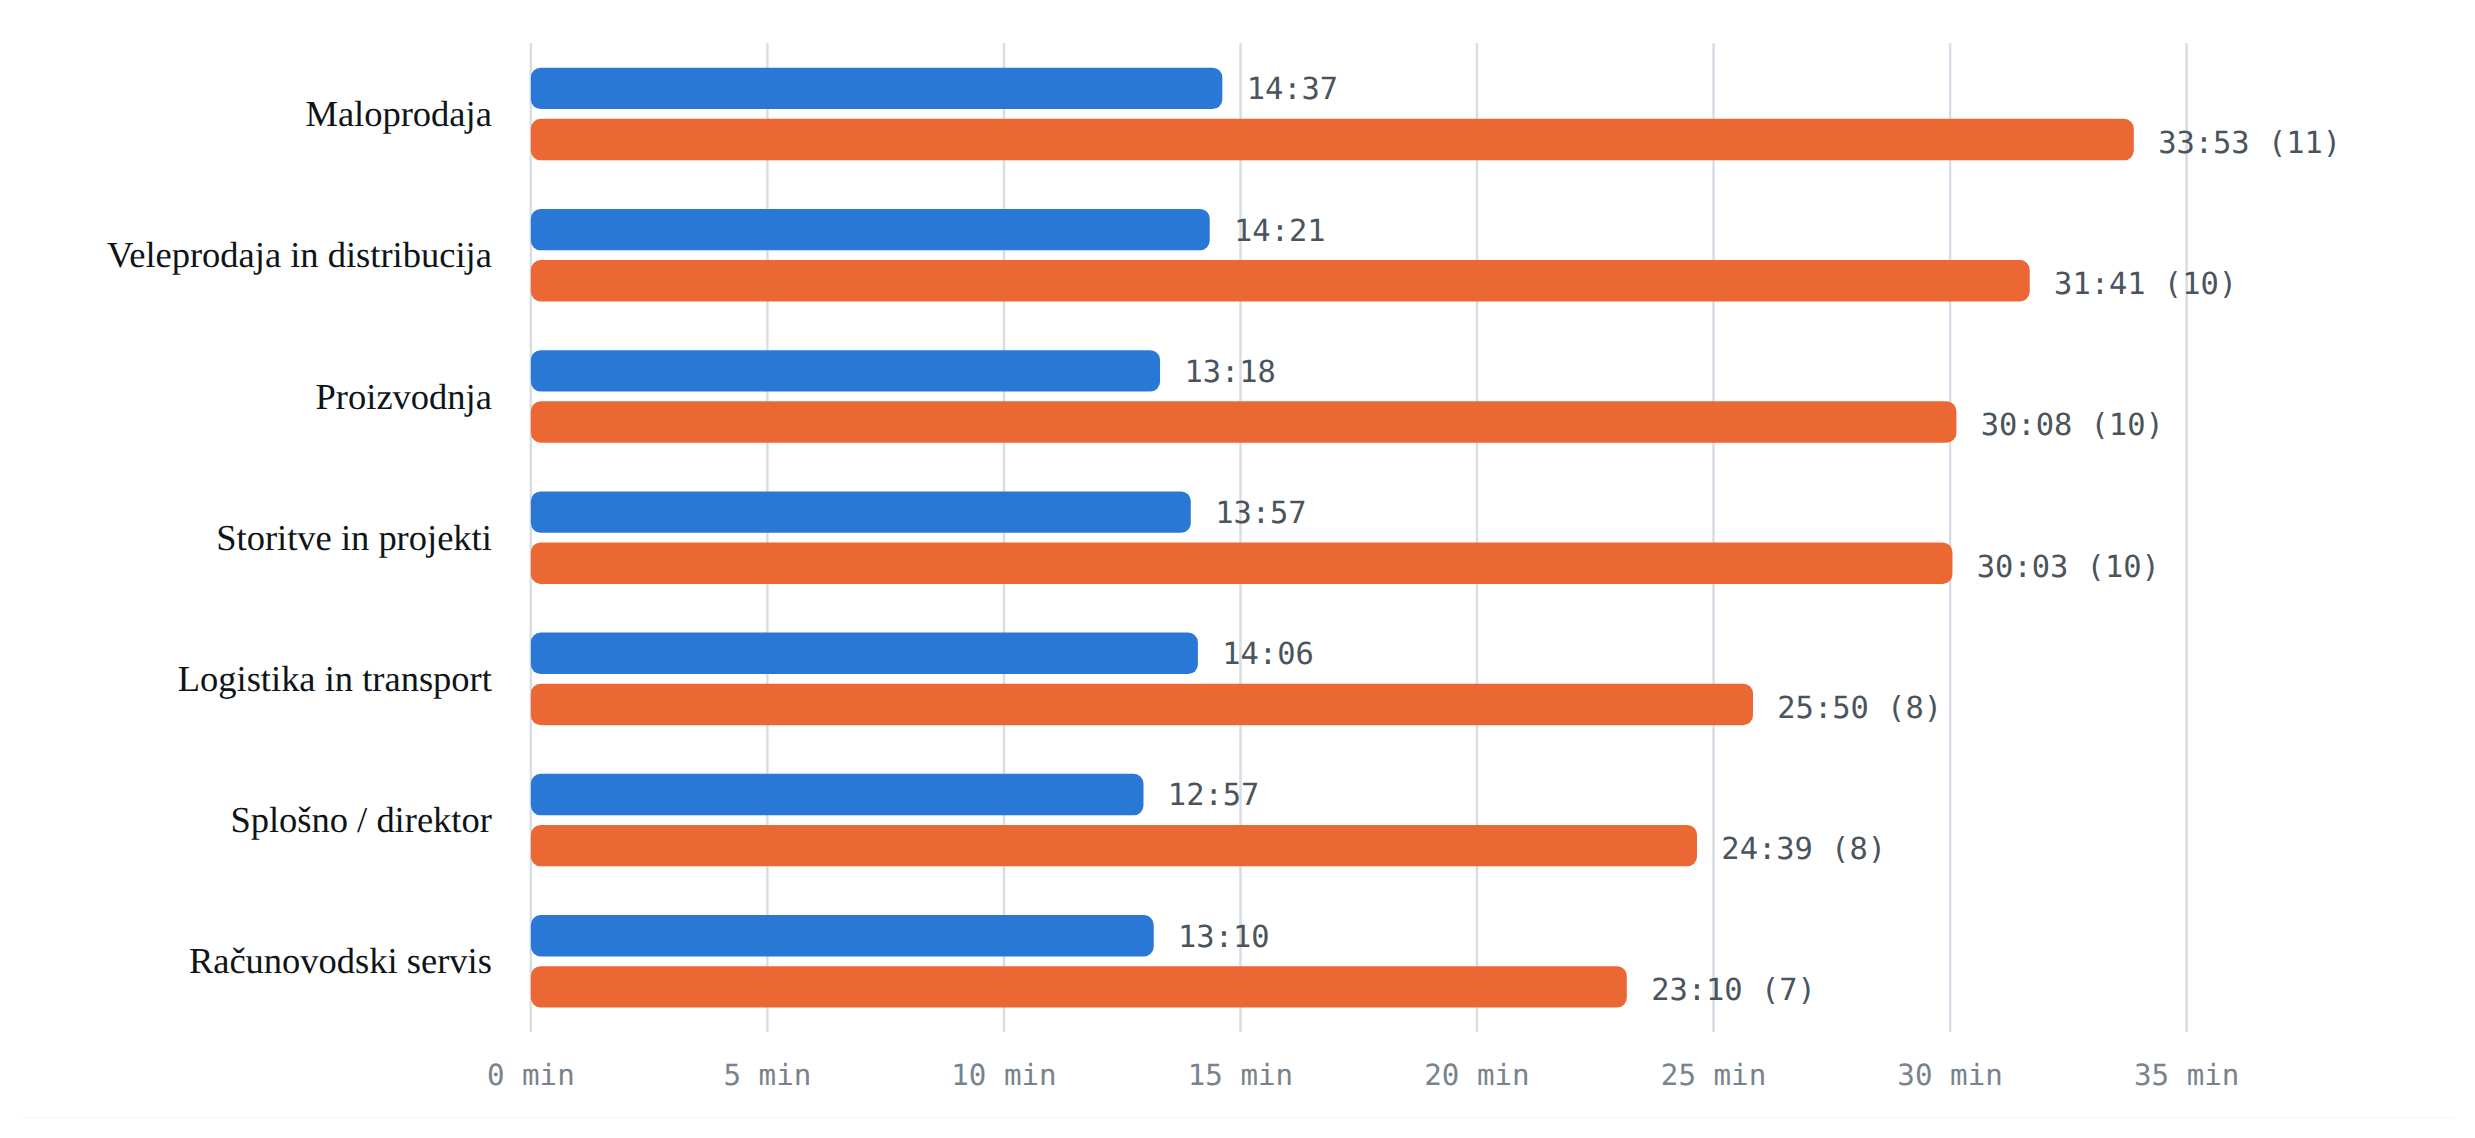 14:37
Maloprodaja
33:53 (11)
14:21
Veleprodaja in distribucija
31:41 (10)
13:18
Proizvodnja
30:08 (10)
13:57
Storitve in projekti
30:03 (10)
14:06
Logistika in transport
25:50 (8)
12:57
Splošno / direktor
24:39 (8)
13:10
Računovodski servis
23:10 (7)
0 min 5 min 10 min 15 min 20 min 25 min 30 min 35 min